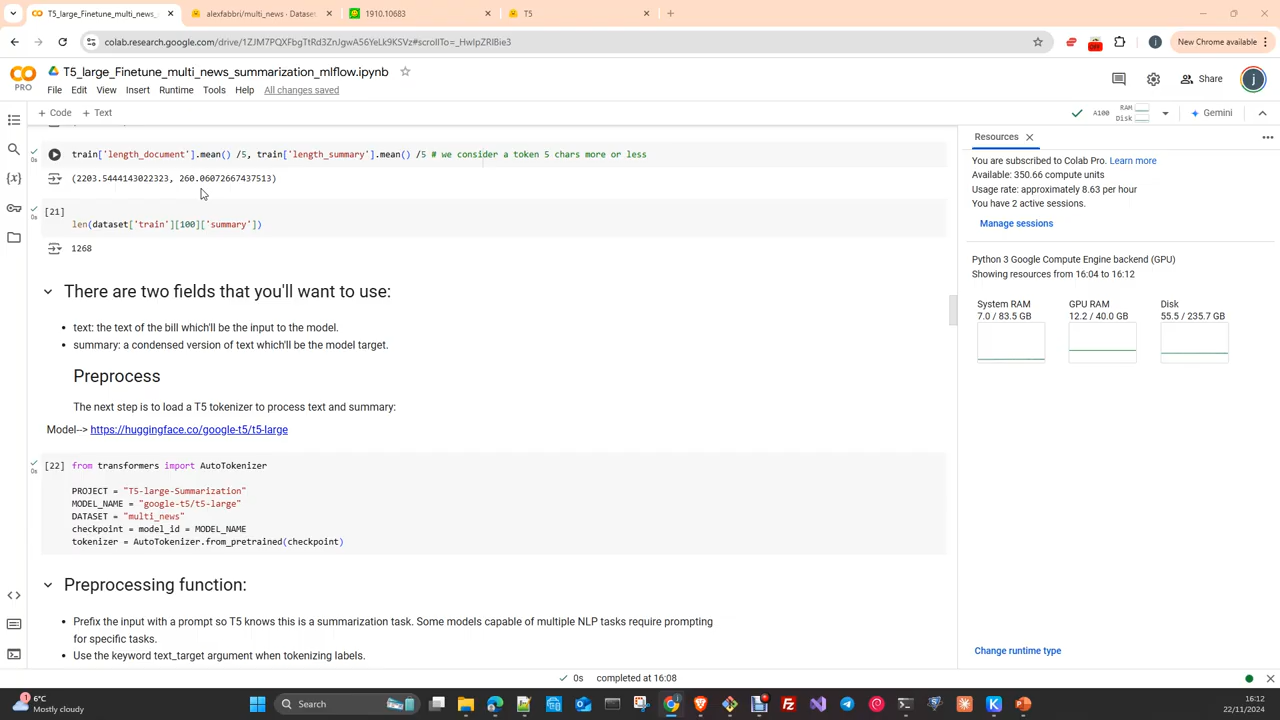 T5_large_Finetune_multi_news_
alexfabbri/multi_news · Datase
1910.10683
T5
colab.research.google.com/drive/1ZJM7PQXFbgTtRd3ZnJgwA56YeLk9KSVz#scrollTo=_HwIpZRlBie3
New Chrome available
PRO
T5_large_Finetune_multi_news_summarization_mlflow.ipynb
Share
File Edit View Insert Runtime Tools Help All changes saved
+ Code + Text
A100 RAM Disk
Gemini
train['length_document'].mean() /5, train['length_summary'].mean() /5 # we consider a token 5 chars more or less
0s
(2203.5444143022323, 260.06072667437513)
[21]
0s
len(dataset['train'][100]['summary'])
1268
There are two fields that you'll want to use:
text: the text of the bill which'll be the input to the model.
summary: a condensed version of text which'll be the model target.
Preprocess
The next step is to load a T5 tokenizer to process text and summary:
Model--> https://huggingface.co/google-t5/t5-large
[22] from transformers import AutoTokenizer
0s
PROJECT = "T5-large-Summarization"
MODEL_NAME = "google-t5/t5-large"
DATASET = "multi_news"
checkpoint = model_id = MODEL_NAME
tokenizer = AutoTokenizer.from_pretrained(checkpoint)
Preprocessing function:
Prefix the input with a prompt so T5 knows this is a summarization task. Some models capable of multiple NLP tasks require prompting
for specific tasks.
Use the keyword text_target argument when tokenizing labels.
Resources
You are subscribed to Colab Pro. Learn more
Available: 350.66 compute units
Usage rate: approximately 8.63 per hour
You have 2 active sessions.
Manage sessions
Python 3 Google Compute Engine backend (GPU)
Showing resources from 16:04 to 16:12
System RAM GPU RAM Disk
7.0 / 83.5 GB 12.2 / 40.0 GB 55.5 / 235.7 GB
Change runtime type
0s completed at 16:08
6°C
Mostly cloudy
Search
16:12
22/11/2024